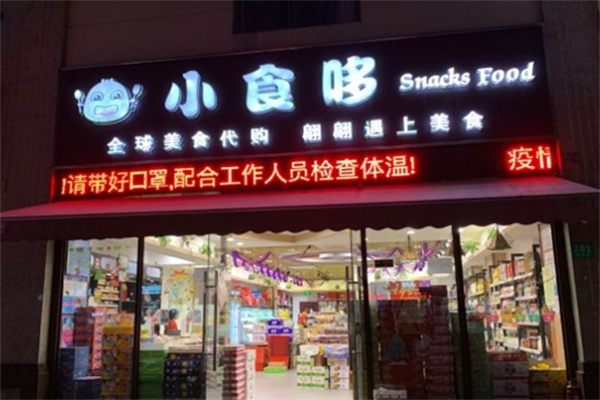 小食哆 Snacks Food
全球美食代购 翩翩遇上美食
请带好口罩,配合工作人员检查体温! 疫情